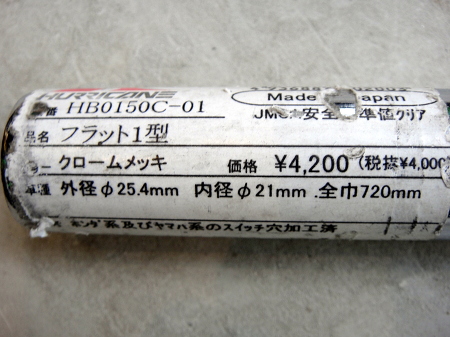 HURRICANE
品番 HB0150C-01
Made in Japan
JMCA安全基準値クリア
品名 フラット1型
クロームメッキ 価格 ¥4,200 (税抜¥4,000
外径φ25.4mm 内径φ21mm 全巾720mm
ホンダ系及びヤマハ系のスイッチ穴加工済